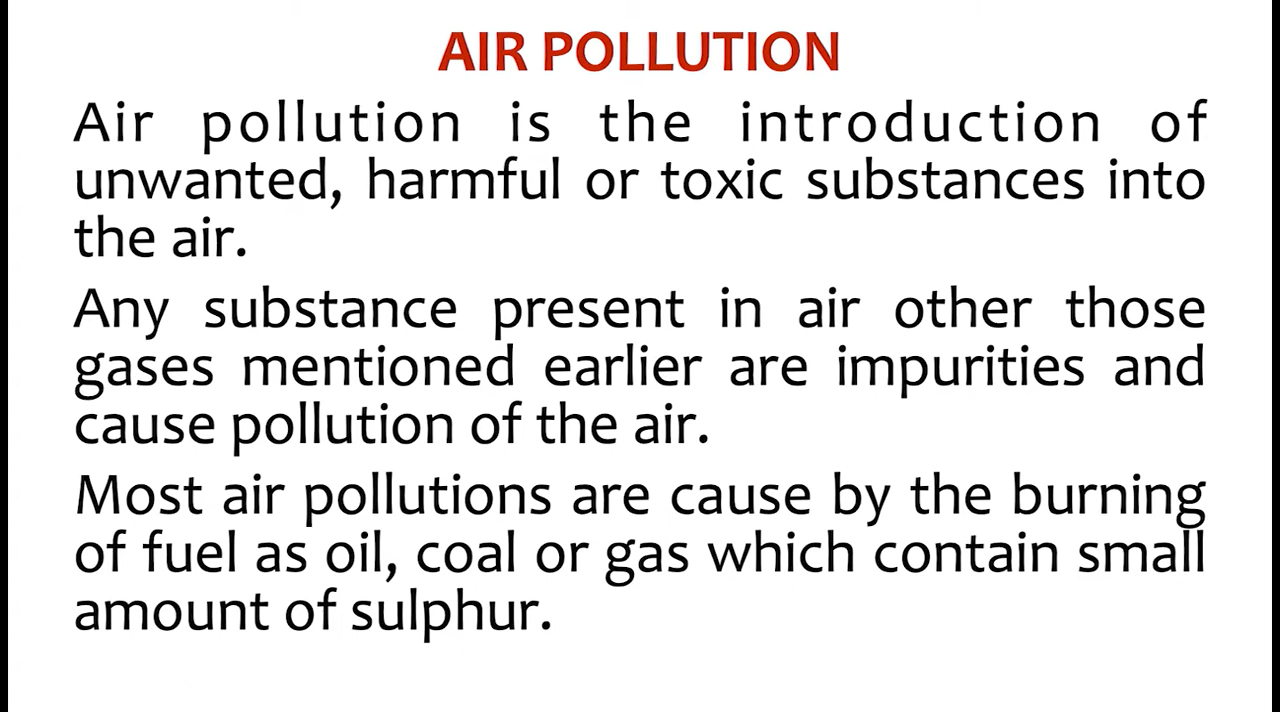 AIR POLLUTION
Air pollution is the introduction of
unwanted, harmful or toxic substances into
the air.
Any substance present in air other those
gases mentioned earlier are impurities and
cause pollution of the air.
Most air pollutions are cause by the burning
of fuel as oil, coal or gas which contain small
amount of sulphur.